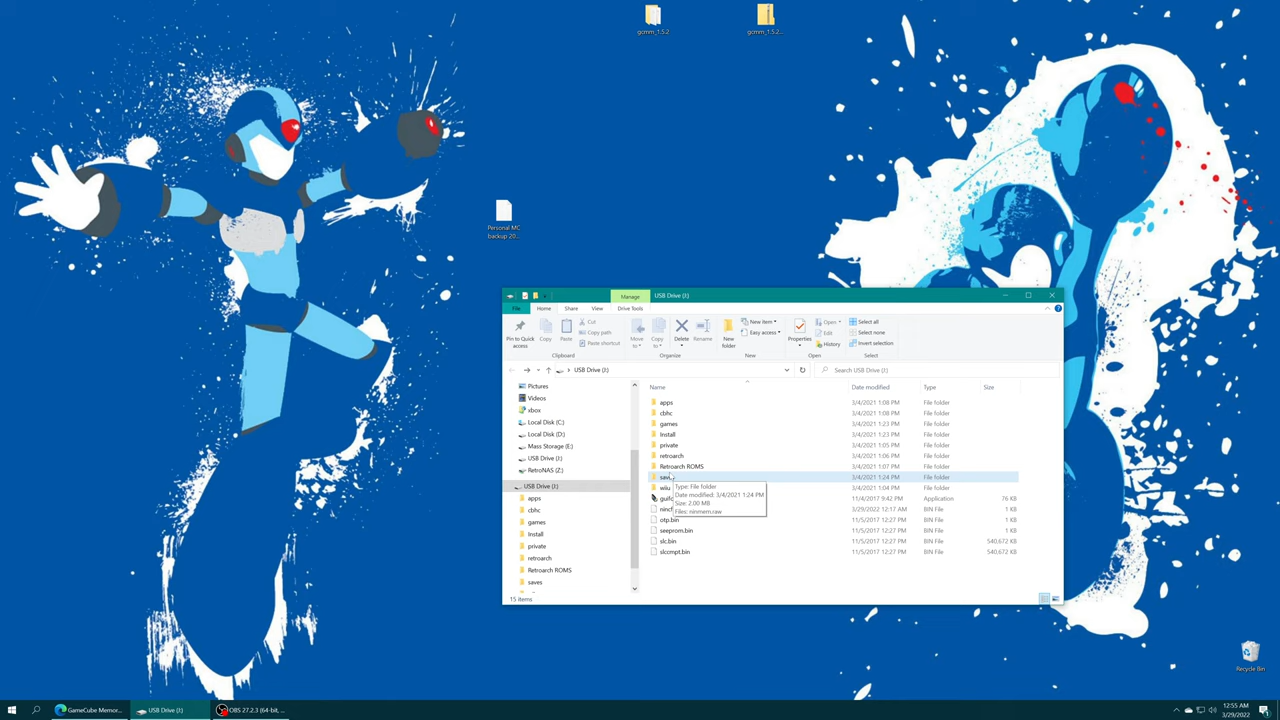 gcmm_1.5.2
gcmm_1.5.2...
Personal MC
backup 20...
Manage
USB Drive (J:)
File
Home
Share
View
Drive Tools
Pin to Quick
access
Copy
Paste
Cut
Copy path
Paste shortcut
Clipboard
Move
to
Copy
to
Delete
Rename
Organize
New
folder
New item
Easy access
New
Properties
Open
Edit
History
Open
Select all
Select none
Invert selection
Select
USB Drive (J:)
Search USB Drive (J:)
Pictures
Videos
xbox
Local Disk (C:)
Local Disk (D:)
Mass Storage (E:)
USB Drive (J:)
RetroNAS (Z:)
USB Drive (J:)
apps
cbhc
games
Install
private
retroarch
Retroarch ROMS
saves
Name
Date modified
Type
Size
apps 3/4/2021 1:08 PM File folder
cbhc 3/4/2021 1:08 PM File folder
games 3/4/2021 1:23 PM File folder
Install 3/4/2021 1:23 PM File folder
private 3/4/2021 1:05 PM File folder
retroarch 3/4/2021 1:06 PM File folder
Retroarch ROMS 3/4/2021 1:07 PM File folder
3/4/2021 1:24 PM File folder
wiiu 3/4/2021 1:04 PM File folder
11/4/2017 9:42 PM Application 76 KB
3/29/2022 12:17 AM BIN File 1 KB
otp.bin 11/5/2017 12:27 PM BIN File 1 KB
seeprom.bin 11/5/2017 12:27 PM BIN File 1 KB
slc.bin 11/5/2017 12:27 PM BIN File 540,672 KB
slccmpt.bin 11/5/2017 12:27 PM BIN File 540,672 KB
Type: File folder
Date modified: 3/4/2021 1:24 PM
Size: 2.00 MB
Files: ninmem.raw
15 items
Recycle Bin
GameCube Memor...
USB Drive (J:)
OBS 27.2.3 (64-bit, ...
12:55 AM
3/29/2022